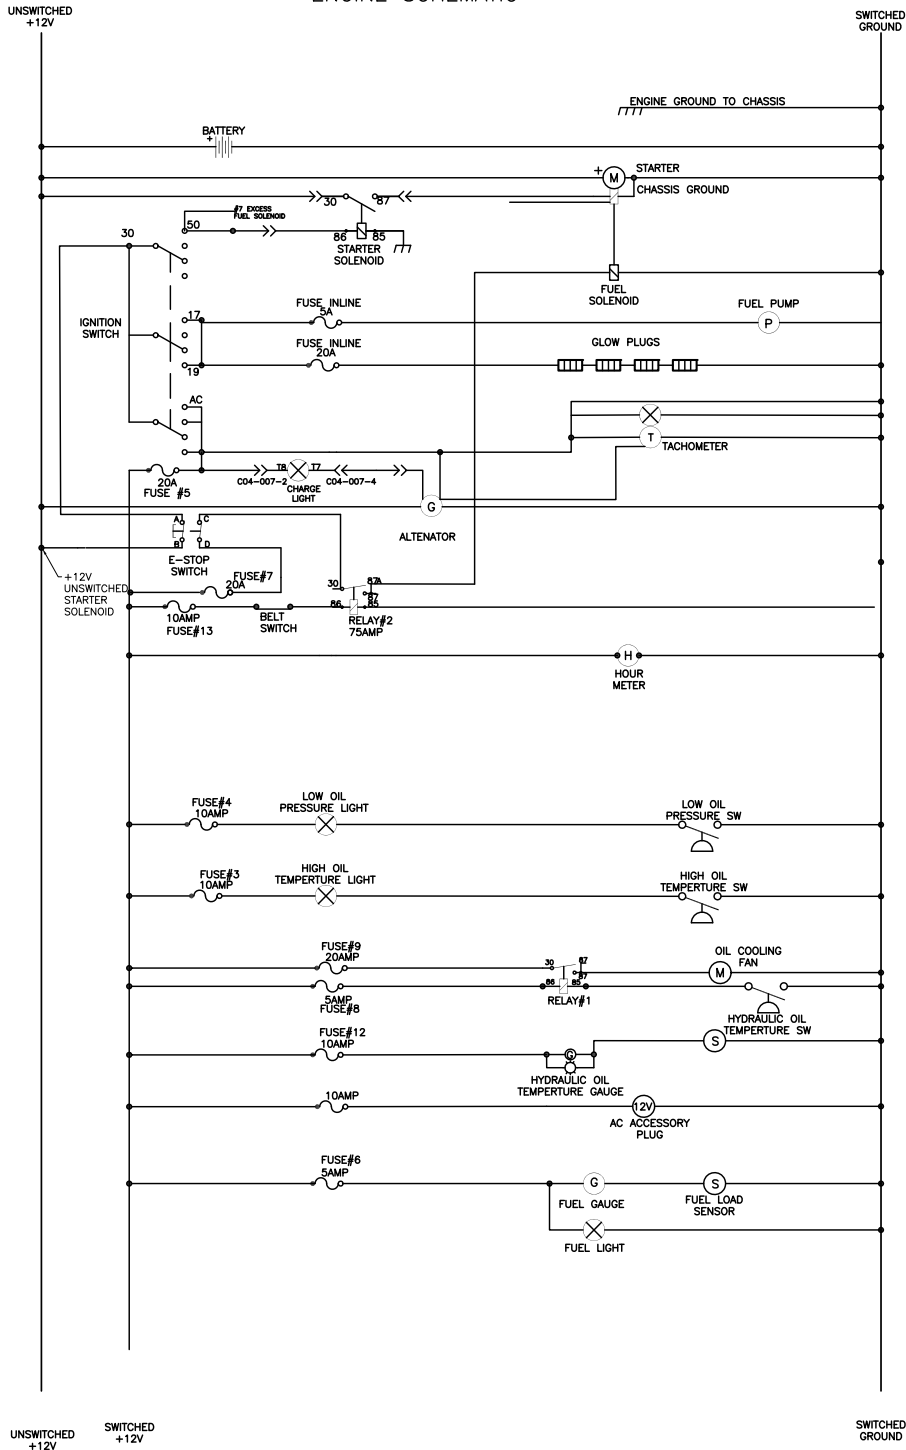 ENGINE SCHEMATIC
UNSWITCHED
+12V
SWITCHED
GROUND
ENGINE GROUND TO CHASSIS
BATTERY
+
+
M
STARTER
CHASSIS GROUND
30
87
#7 EXCESS
FUEL SOLENOID
50
30
86
85
STARTER
SOLENOID
FUEL
SOLENOID
IGNITION
SWITCH
17
FUSE INLINE
5A
FUEL PUMP
P
FUSE INLINE
20A
GLOW PLUGS
19
AC
T
TACHOMETER
20A
FUSE #5
C04-007-2
T8
T7
CHARGE
LIGHT
C04-007-4
G
ALTENATOR
A
C
B
D
E-STOP
SWITCH
+12V
UNSWITCHED
STARTER
SOLENOID
FUSE#7
20A
30
87A
87
86
85
RELAY#2
75AMP
10AMP
FUSE#13
BELT
SWITCH
H
HOUR
METER
FUSE#4
10AMP
LOW OIL
PRESSURE LIGHT
LOW OIL
PRESSURE SW
FUSE#3
10AMP
HIGH OIL
TEMPERTURE LIGHT
HIGH OIL
TEMPERTURE SW
FUSE#9
20AMP
30
87
87
86
85
RELAY#1
OIL COOLING
FAN
M
5AMP
FUSE#8
HYDRAULIC OIL
TEMPERTURE SW
FUSE#12
10AMP
G
S
HYDRAULIC OIL
TEMPERTURE GAUGE
10AMP
12V
AC ACCESSORY
PLUG
FUSE#6
5AMP
G
FUEL GAUGE
S
FUEL LOAD
SENSOR
FUEL LIGHT
UNSWITCHED
+12V
SWITCHED
+12V
SWITCHED
GROUND